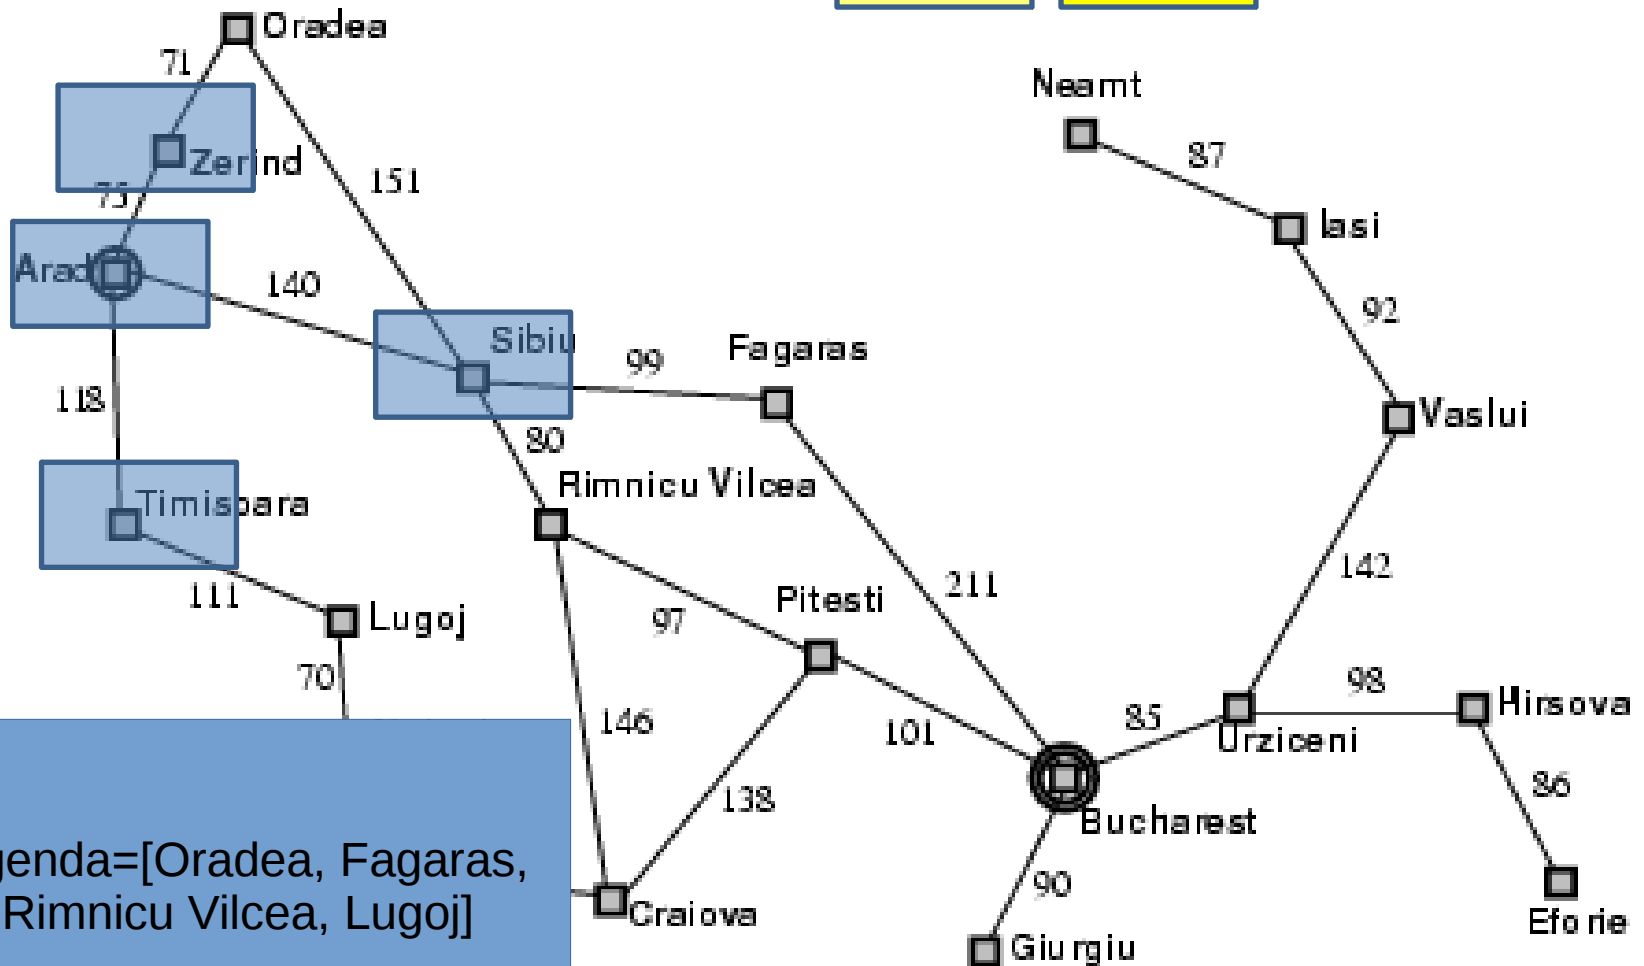 Oradea
71
Neamt
Zerind
87
151
75
Iasi
Arad
140
92
Sibiu
99
Fagaras
118
Vaslui
80
Timisoara
Rimnicu Vilcea
142
111
211
Lugoj
97
Pitesti
70
98
Hirsova
146
101
85
Urziceni
86
138
Bucharest
genda=[Oradea, Fagaras,
90
Rimnicu Vilcea, Lugoj]
Craiova
Eforie
Giurgiu